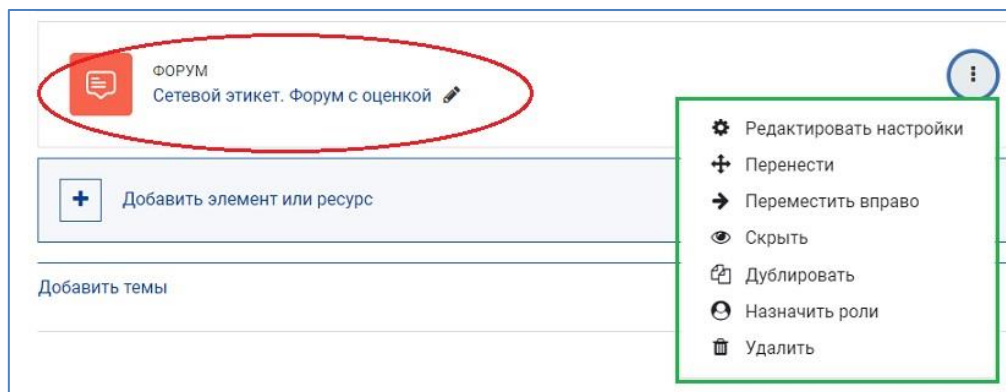 ФОРУМ
Сетевой этикет. Форум с оценкой
Добавить элемент или ресурс
Добавить темы
Редактировать настройки
Перенести
Переместить вправо
Скрыть
Дублировать
Назначить роли
Удалить